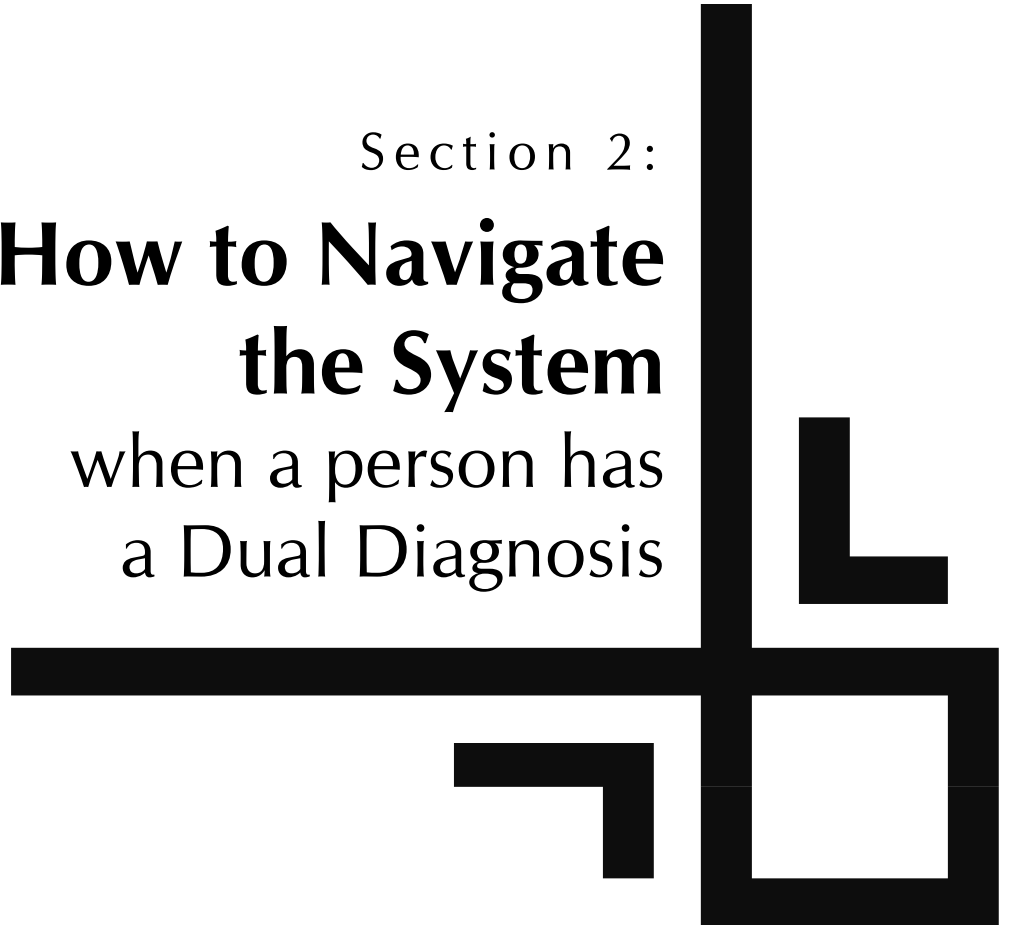 Section 2:
How to Navigate
the System
when a person has
a Dual Diagnosis